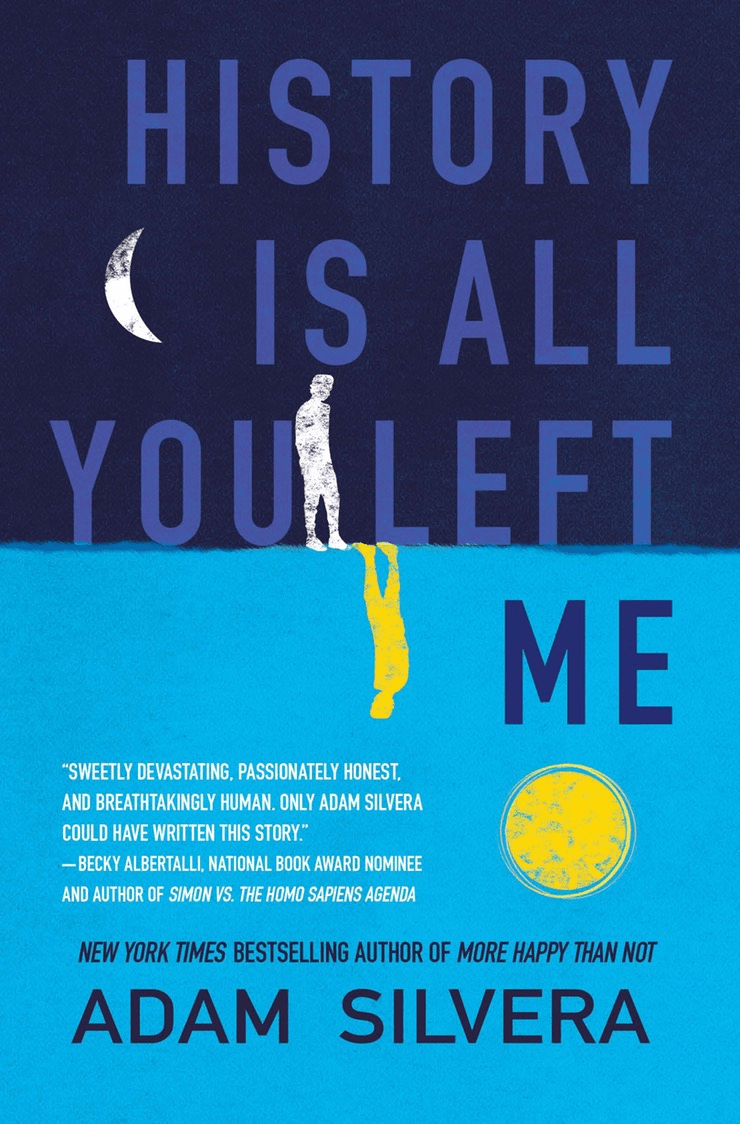 HISTORY
IS ALL
YOU LEFT
ME
“SWEETLY DEVASTATING, PASSIONATELY HONEST,
AND BREATHTAKINGLY HUMAN. ONLY ADAM SILVERA
COULD HAVE WRITTEN THIS STORY.”
—BECKY ALBERTALLI, NATIONAL BOOK AWARD NOMINEE
AND AUTHOR OF SIMON VS. THE HOMO SAPIENS AGENDA
NEW YORK TIMES BESTSELLING AUTHOR OF MORE HAPPY THAN NOT
ADAM SILVERA